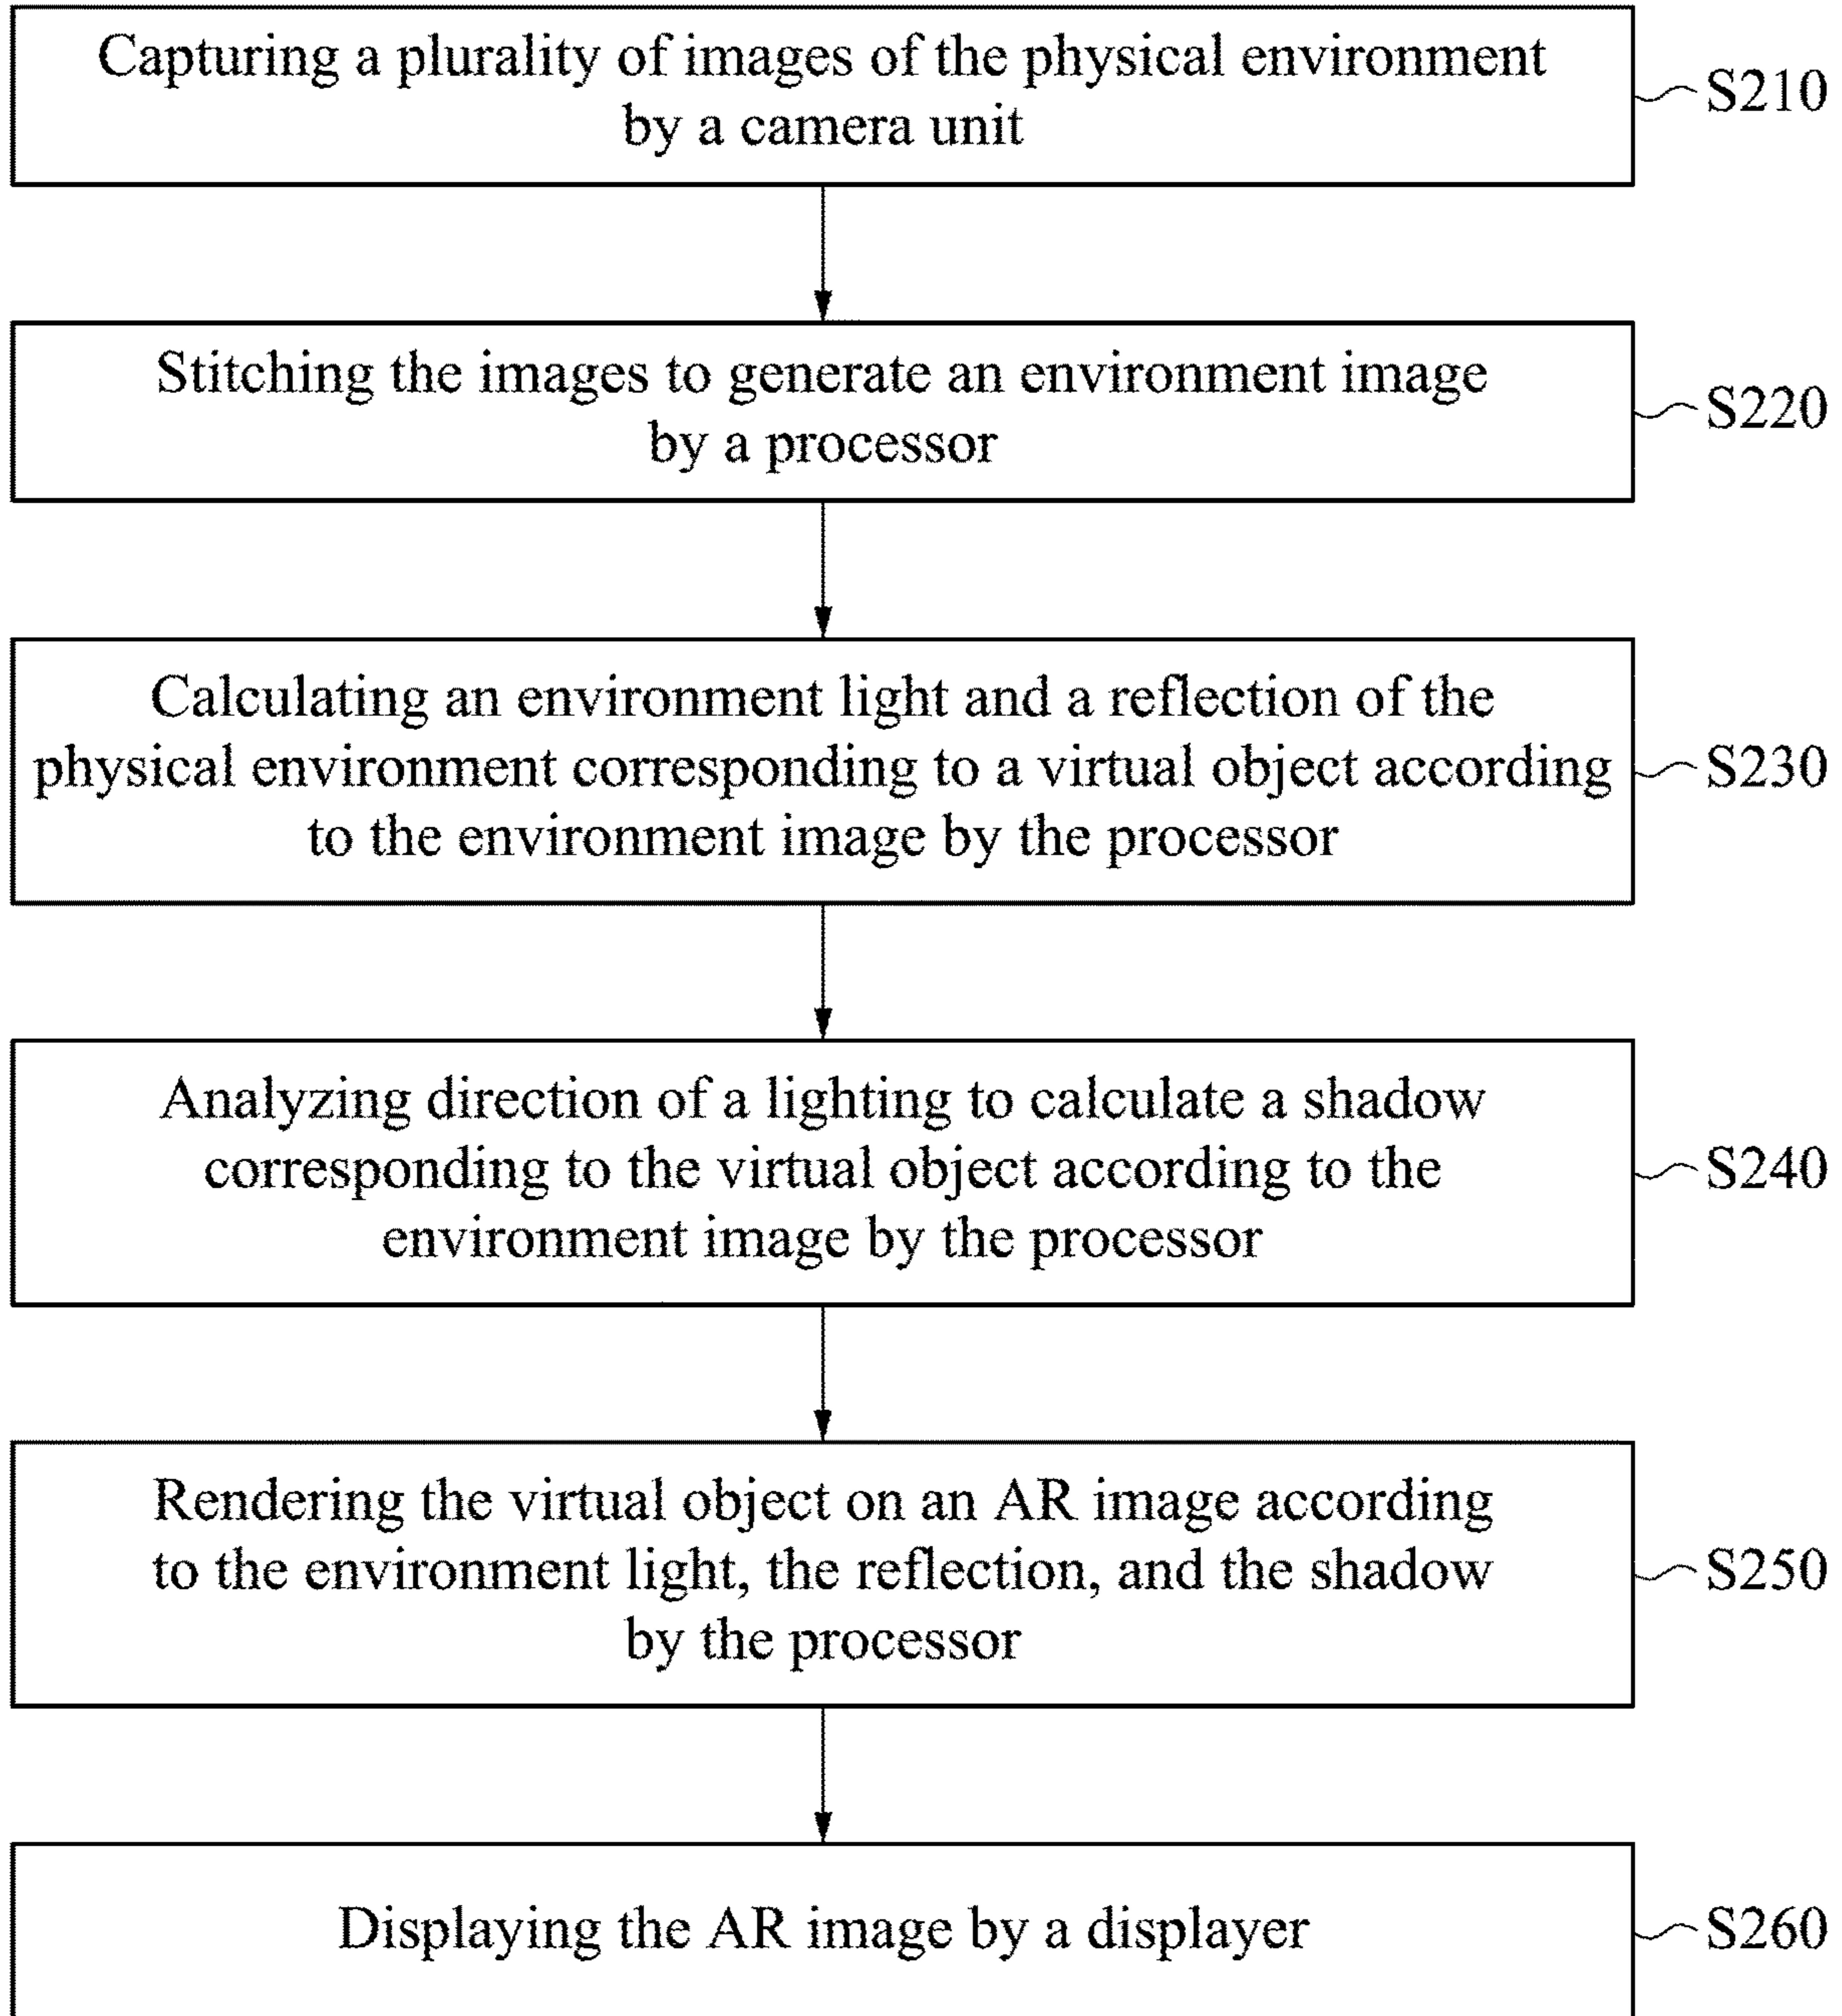 Capturing a plurality of images of the physical environment
by a camera unit
S210
Stitching the images to generate an environment image
by a processor
S220
Calculating an environment light and a reflection of the
physical environment corresponding to a virtual object according
to the environment image by the processor
S230
Analyzing direction of a lighting to calculate a shadow
corresponding to the virtual object according to the
environment image by the processor
S240
Rendering the virtual object on an AR image according
to the environment light, the reflection, and the shadow
by the processor
S250
Displaying the AR image by a displayer
S260